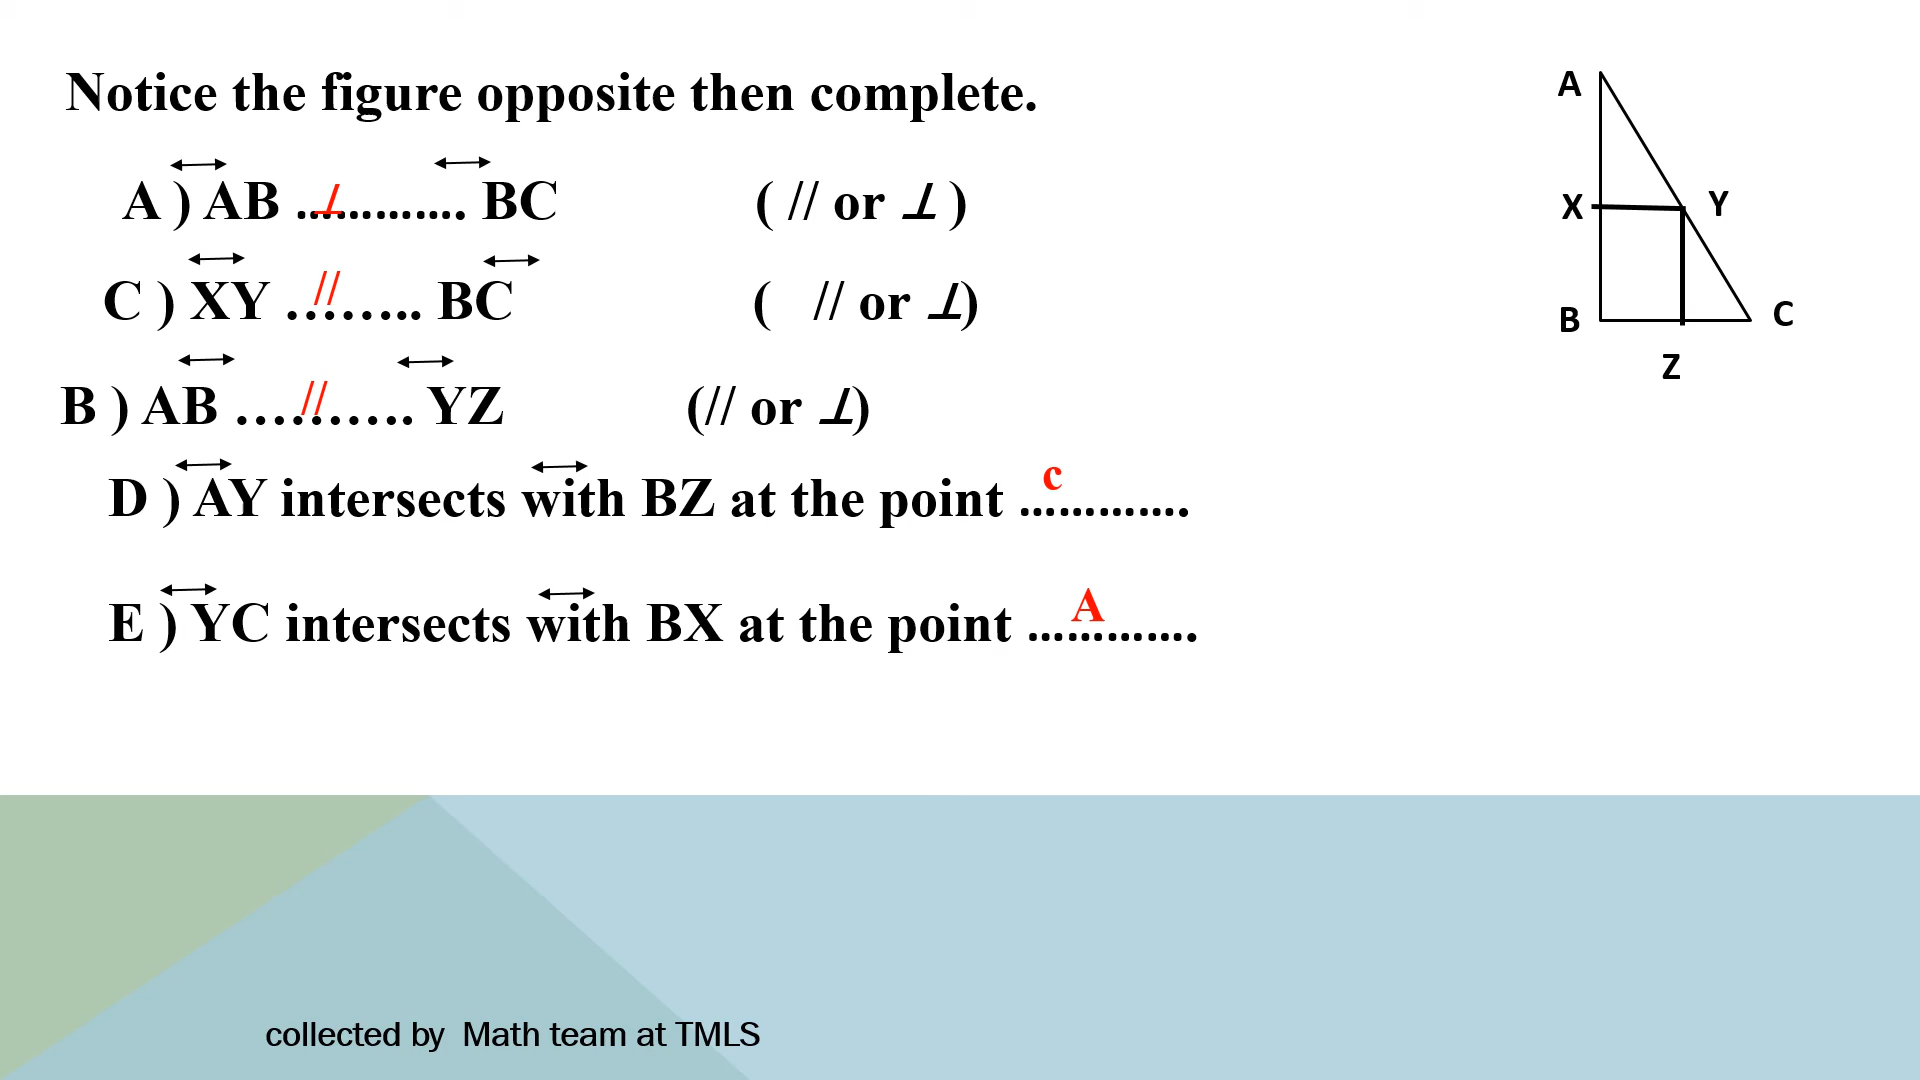 Notice the figure opposite then complete.
A ) AB ...⊥.......... BC ( // or ⊥ )
C ) XY ...//..... BC ( // or ⊥)
B ) AB ....//...... YZ (// or ⊥)
D ) AY intersects with BZ at the point .c............
E ) YC intersects with BX at the point ...A..........
A
X
Y
B
C
Z
collected by Math team at TMLS